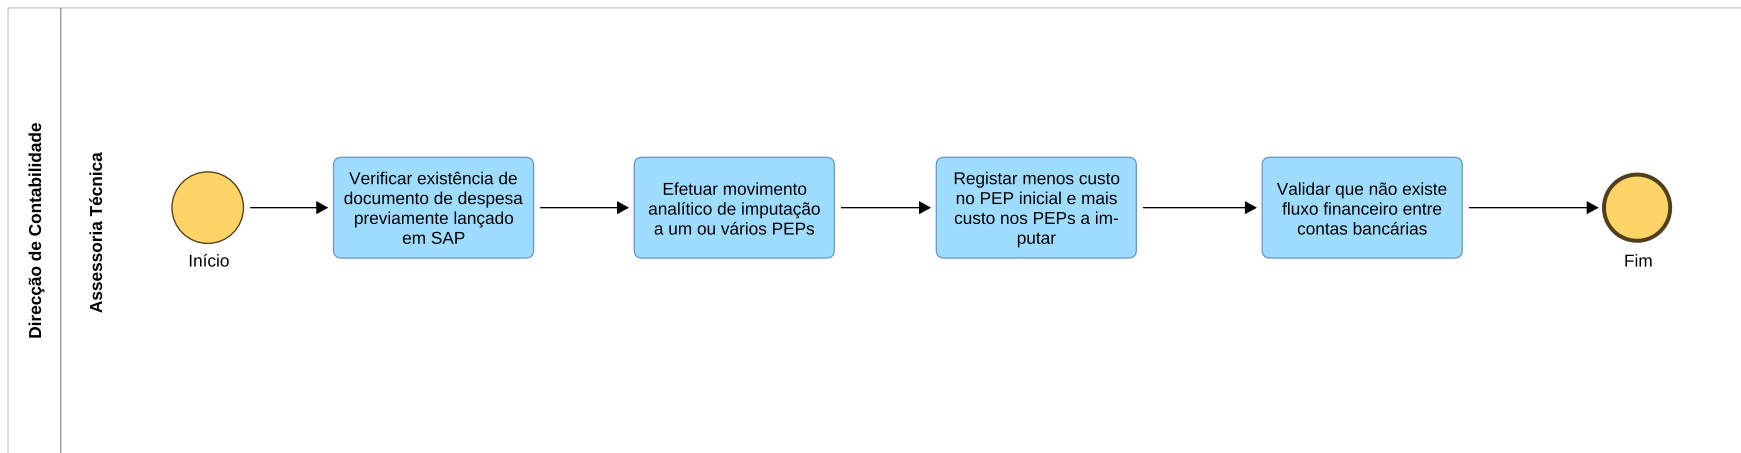 Direcção de Contabilidade
Assessoria Técnica
Início
Verificar existência de
documento de despesa
previamente lançado
em SAP
Efetuar movimento
analítico de imputação
a um ou vários PEPs
Registar menos custo
no PEP inicial e mais
custo nos PEPs a im-
putar
Validar que não existe
fluxo financeiro entre
contas bancárias
Fim